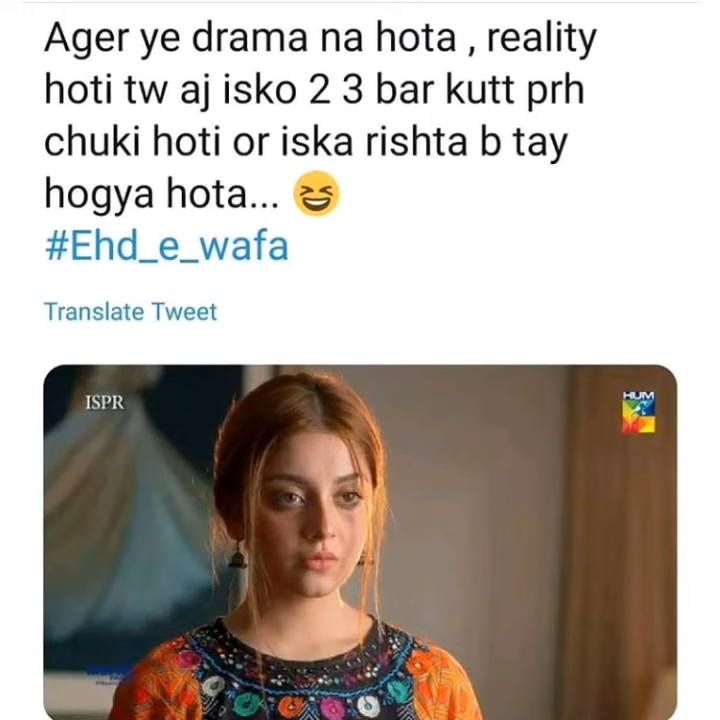 Ager ye drama na hota , reality
hoti tw aj isko 2 3 bar kutt prh
chuki hoti or iska rishta b tay
hogya hota... 😆
#Ehd_e_wafa
Translate Tweet
ISPR
HUM